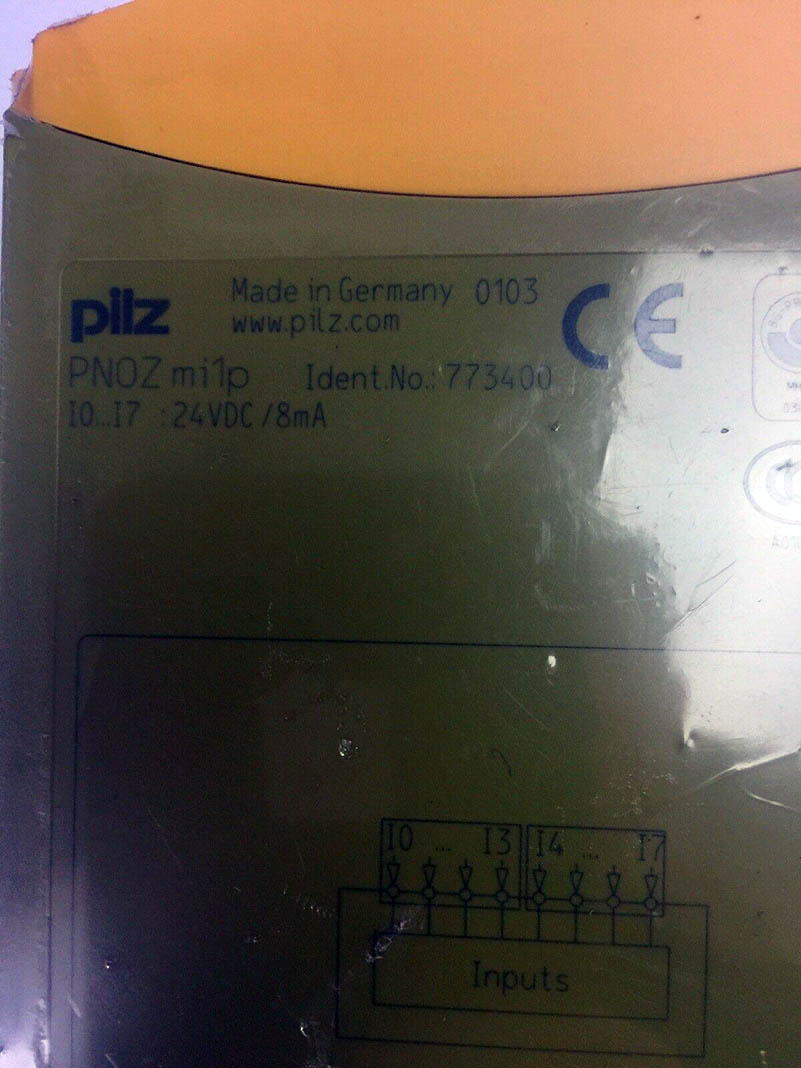 pilz
Made in Germany 0103
www.pilz.com
PNOZ mi1p Ident.No.: 773400
I0...I7 : 24VDC /8mA
CE
I0 .... I3 I4 .... I7
Inputs